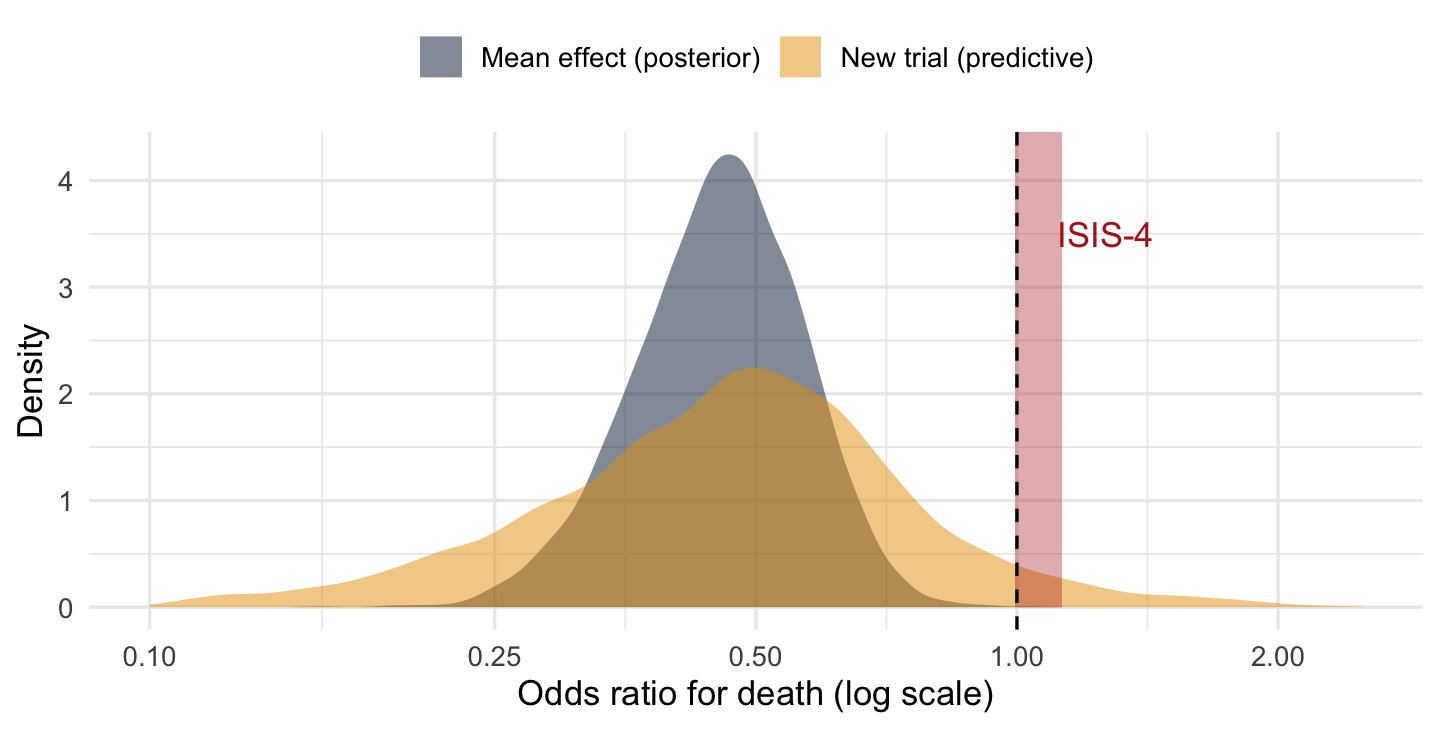 Mean effect (posterior) New trial (predictive)
ISIS-4
Density
4
3
2
1
0
0.10 0.25 0.50 1.00 2.00
Odds ratio for death (log scale)